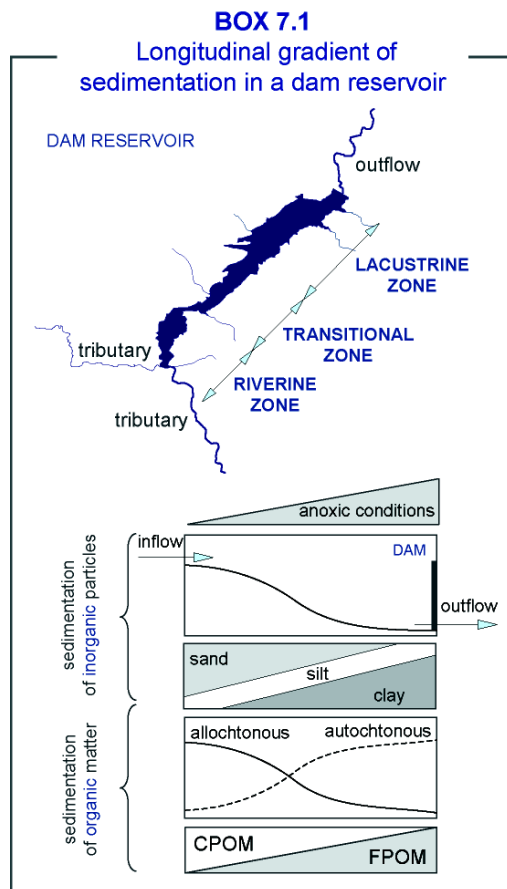 BOX 7.1
Longitudinal gradient of
sedimentation in a dam reservoir
DAM RESERVOIR
outflow
LACUSTRINE
ZONE
TRANSITIONAL
ZONE
tributary
RIVERINE
ZONE
tributary
anoxic conditions
inflow
DAM
outflow
sedimentation
of inorganic particles
sand
silt
clay
allochtonous
autochtonous
sedimentation
of organic matter
CPOM
FPOM